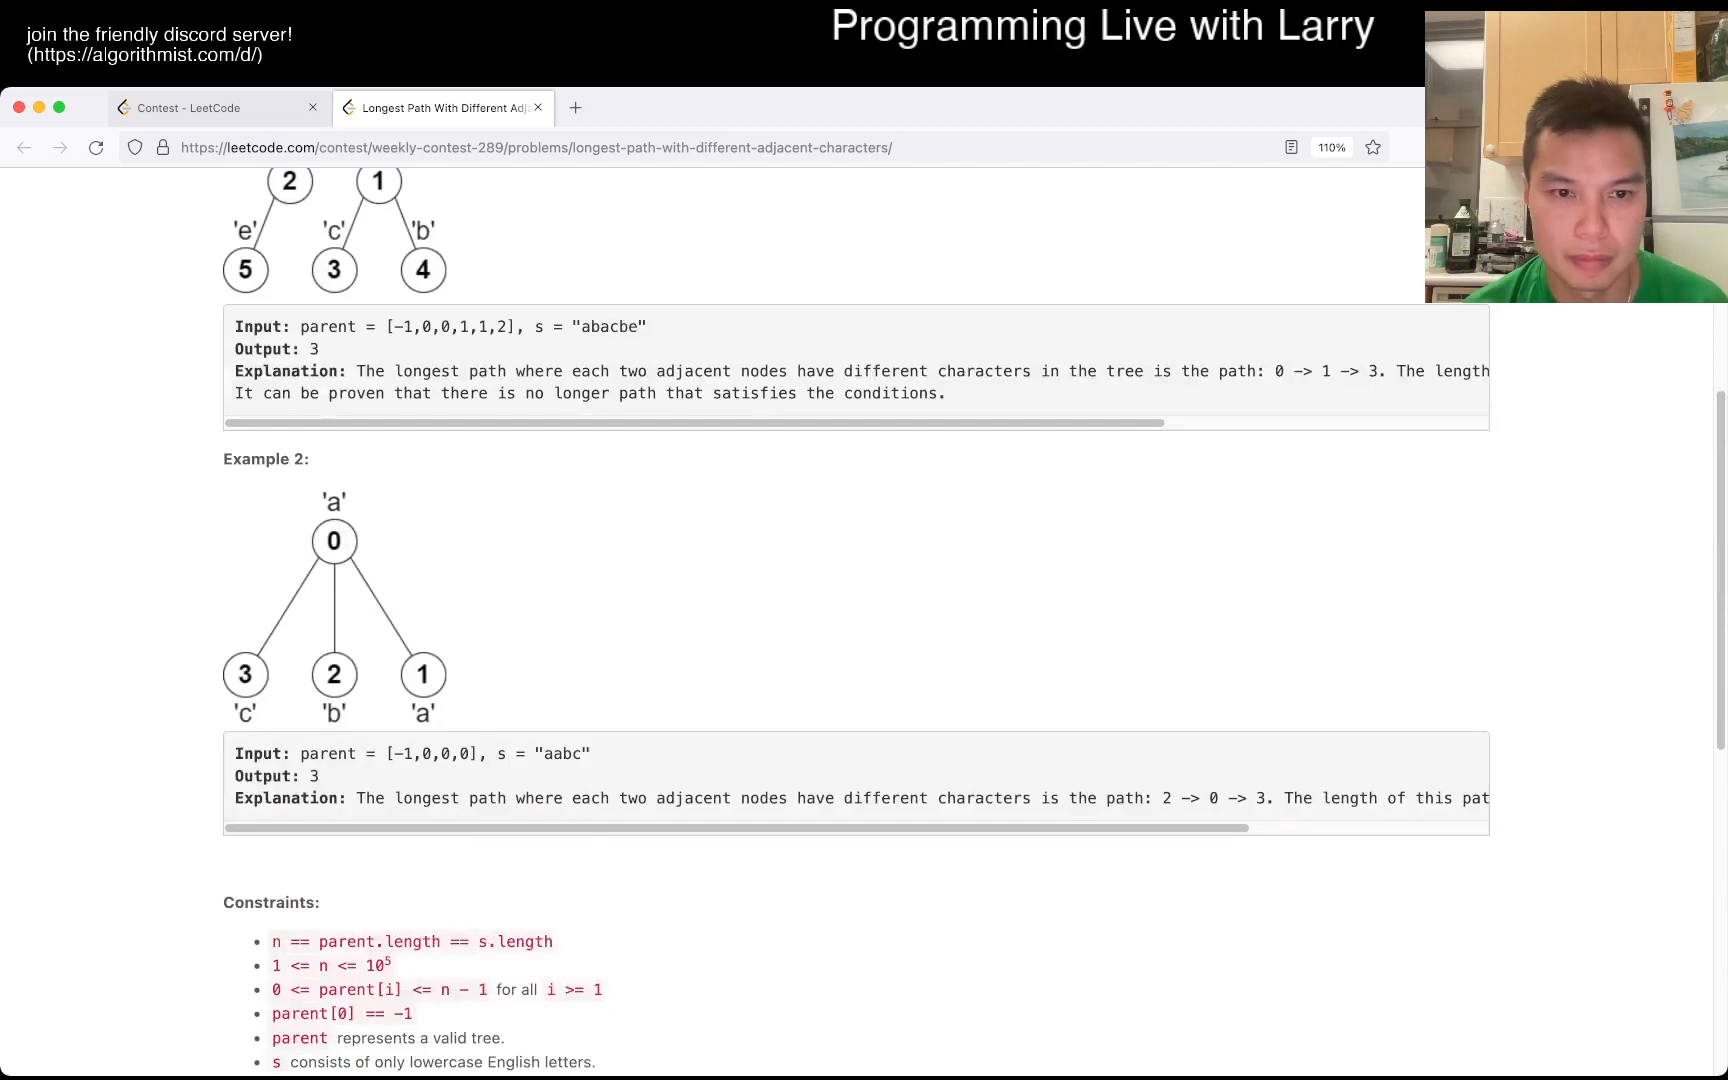 Programming Live with Larry
join the friendly discord server!
(https://algorithmist.com/d/)
Contest - LeetCode
Longest Path With Different Adj
https://leetcode.com/contest/weekly-contest-289/problems/longest-path-with-different-adjacent-characters/
110%
2 1
'e' 'c' 'b'
5 3 4
Input: parent = [-1,0,0,1,1,2], s = "abacbe"
Output: 3
Explanation: The longest path where each two adjacent nodes have different characters in the tree is the path: 0 -> 1 -> 3. The length
It can be proven that there is no longer path that satisfies the conditions.
Example 2:
'a'
0
3 2 1
'c' 'b' 'a'
Input: parent = [-1,0,0,0], s = "aabc"
Output: 3
Explanation: The longest path where each two adjacent nodes have different characters is the path: 2 -> 0 -> 3. The length of this pat
Constraints:
• n == parent.length == s.length
• 1 <= n <= 10⁵
• 0 <= parent[i] <= n - 1 for all i >= 1
• parent[0] == -1
• parent represents a valid tree.
• s consists of only lowercase English letters.